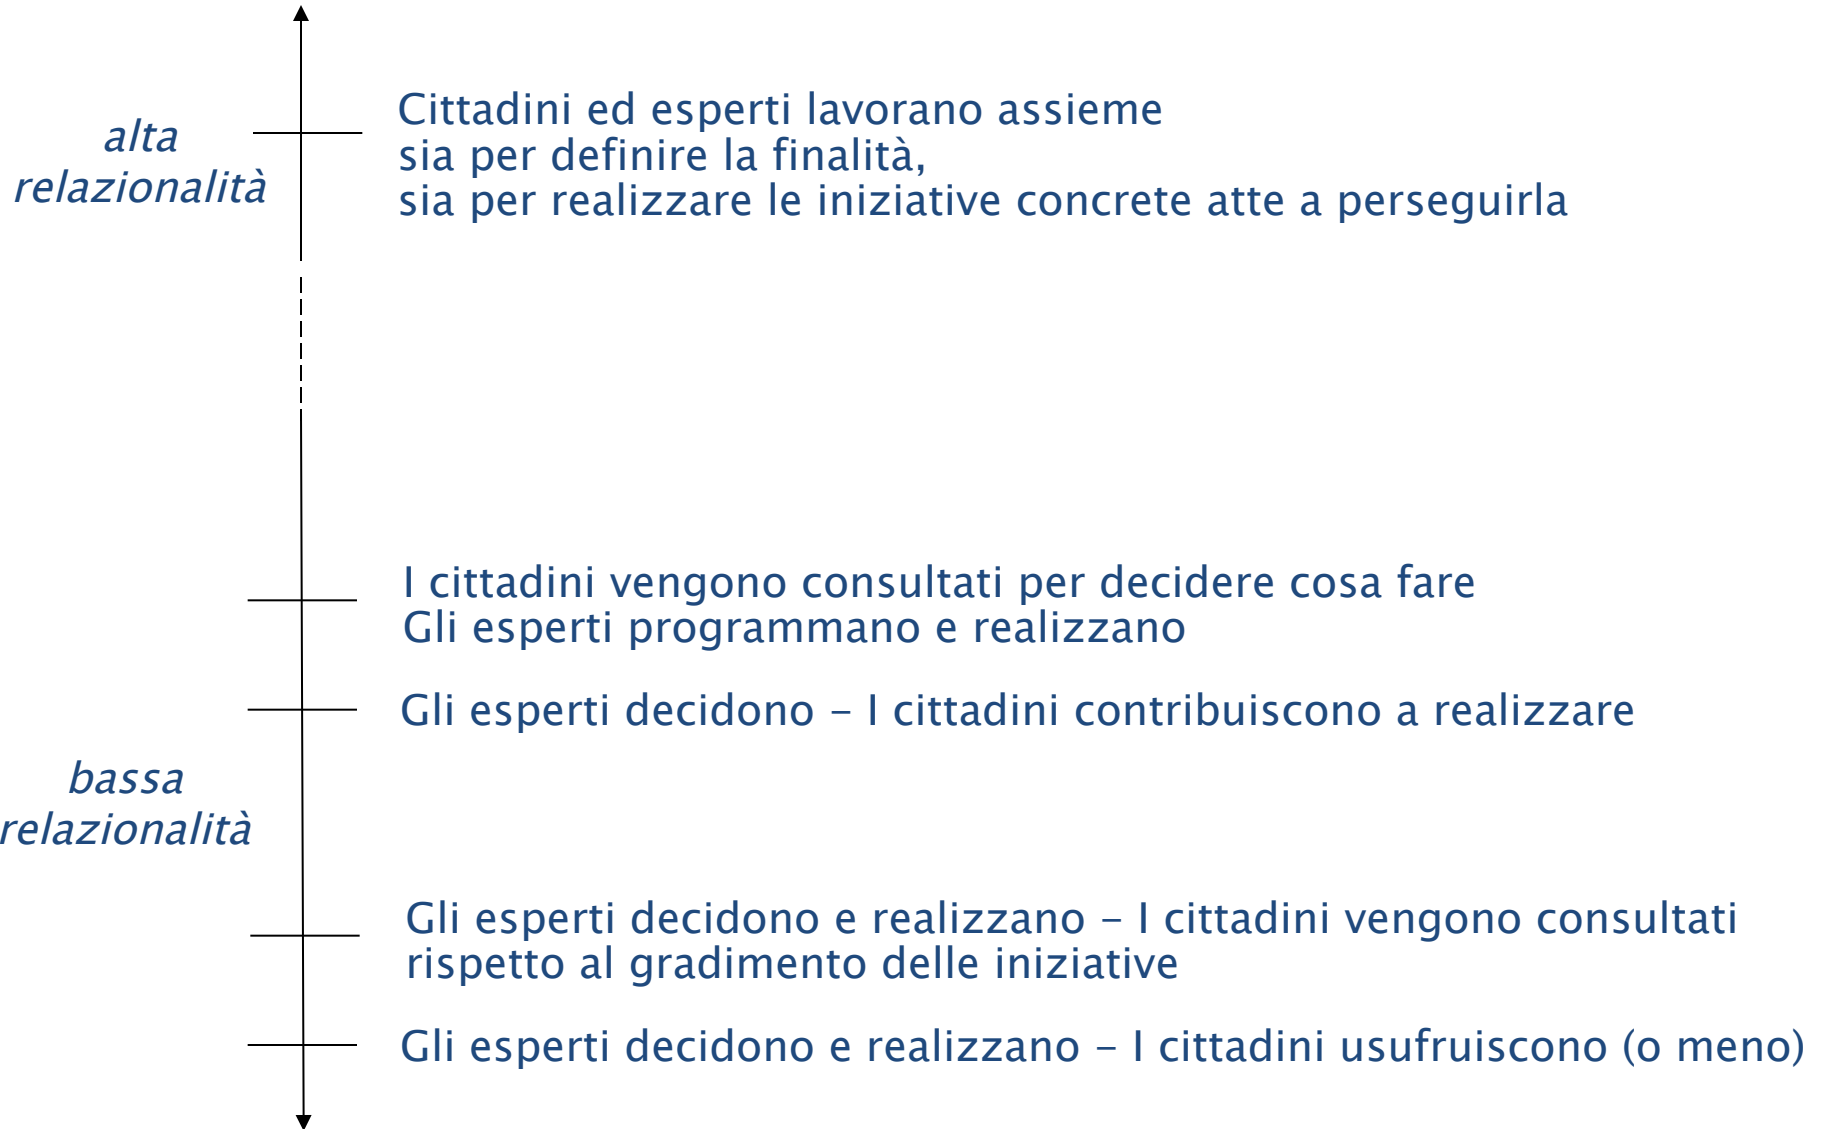 alta
relazionalità
Cittadini ed esperti lavorano assieme
sia per definire la finalità,
sia per realizzare le iniziative concrete atte a perseguirla
I cittadini vengono consultati per decidere cosa fare
Gli esperti programmano e realizzano
Gli esperti decidono – I cittadini contribuiscono a realizzare
bassa
relazionalità
Gli esperti decidono e realizzano – I cittadini vengono consultati
rispetto al gradimento delle iniziative
Gli esperti decidono e realizzano – I cittadini usufruiscono (o meno)